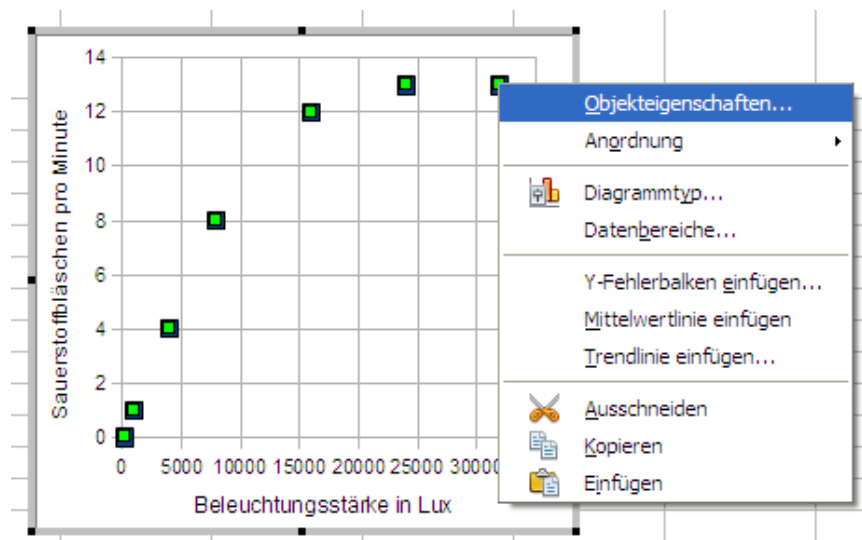 14
12
10
8
6
4
2
0
Sauerstoffbläschen pro Minute
0 5000 10000 15000 20000 25000 30000
Beleuchtungsstärke in Lux
Objekteigenschaften...
Anordnung
Diagrammtyp...
Datenbereiche...
Y-Fehlerbalken einfügen...
Mittelwertlinie einfügen
Trendlinie einfügen...
Ausschneiden
Kopieren
Einfügen